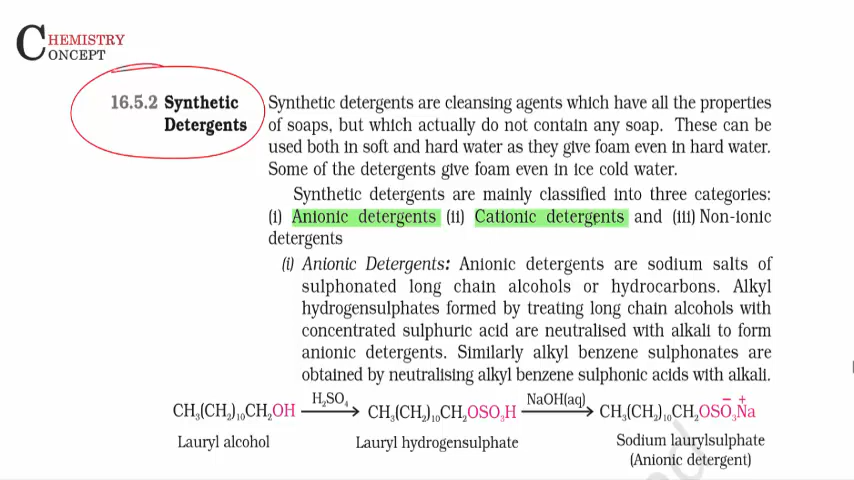 CHEMISTRY
CONCEPT
16.5.2 Synthetic
Detergents
Synthetic detergents are cleansing agents which have all the properties
of soaps, but which actually do not contain any soap. These can be
used both in soft and hard water as they give foam even in hard water.
Some of the detergents give foam even in ice cold water.
Synthetic detergents are mainly classified into three categories:
(i) Anionic detergents (ii) Cationic detergents and (iii) Non-ionic
detergents
(i) Anionic Detergents: Anionic detergents are sodium salts of
sulphonated long chain alcohols or hydrocarbons. Alkyl
hydrogensulphates formed by treating long chain alcohols with
concentrated sulphuric acid are neutralised with alkali to form
anionic detergents. Similarly alkyl benzene sulphonates are
obtained by neutralising alkyl benzene sulphonic acids with alkali.
CH₃(CH₂)₁₀CH₂OH H₂SO₄ → CH₃(CH₂)₁₀CH₂OSO₃H NaOH(aq) → CH₃(CH₂)₁₀CH₂OSO̅₃Na⁺
Lauryl alcohol Lauryl hydrogensulphate Sodium laurylsulphate
(Anionic detergent)